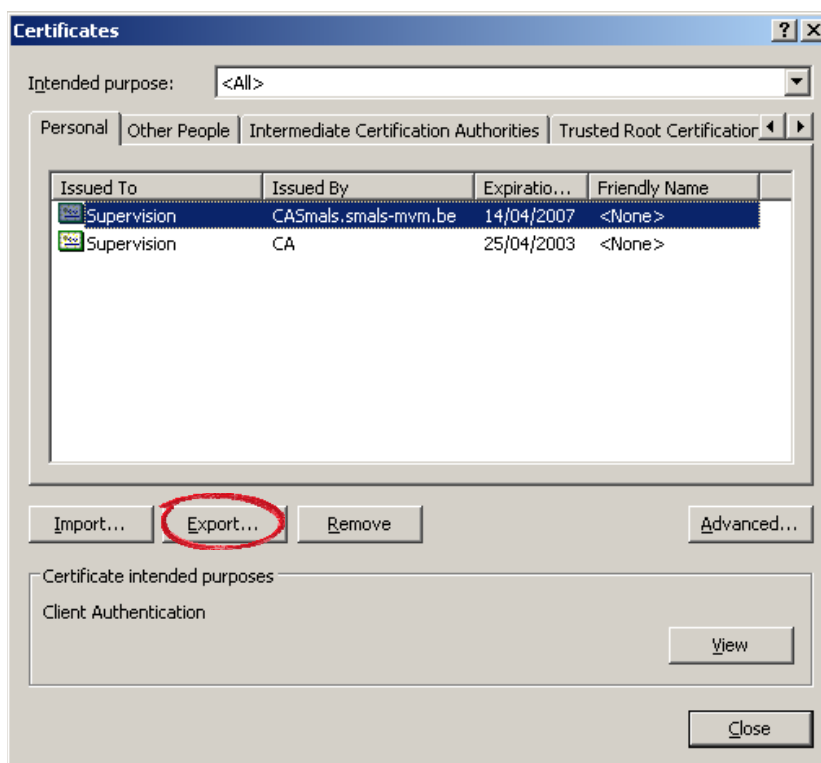 Certificates
Intended purpose: <All>
Personal Other People Intermediate Certification Authorities Trusted Root Certification
Issued To Issued By Expiratio... Friendly Name
Supervision CASmals.smals-mvm.be 14/04/2007 <None>
Supervision CA 25/04/2003 <None>
Import... Export... Remove Advanced...
Certificate intended purposes
Client Authentication
View
Close